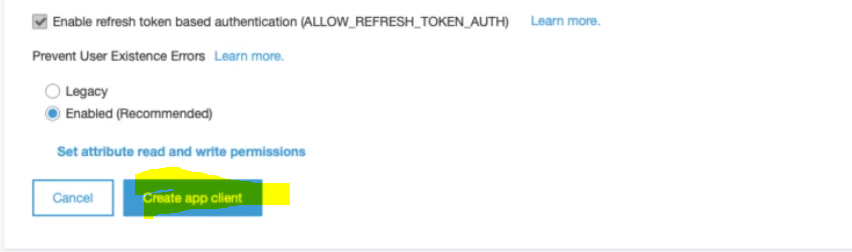 Enable refresh token based authentication (ALLOW_REFRESH_TOKEN_AUTH) Learn more.
Prevent User Existence Errors Learn more.
Legacy
Enabled (Recommended)
Set attribute read and write permissions
Cancel Create app client